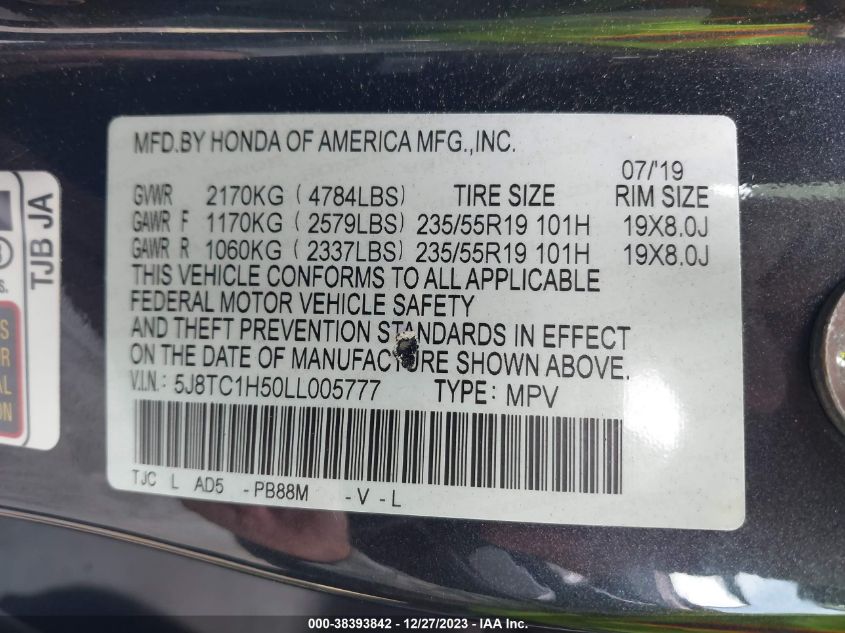 MFD.BY HONDA OF AMERICA MFG.,INC.
07/'19
GVWR 2170KG (4784LBS) TIRE SIZE RIM SIZE
GAWR F 1170KG (2579LBS) 235/55R19 101H 19X8.0J
GAWR R 1060KG (2337LBS) 235/55R19 101H 19X8.0J
THIS VEHICLE CONFORMS TO ALL APPLICABLE
FEDERAL MOTOR VEHICLE SAFETY
AND THEFT PREVENTION STANDARDS IN EFFECT
ON THE DATE OF MANUFACTURE SHOWN ABOVE.
V.I.N.: 5J8TC1H50LL005777 TYPE: MPV
TJC L AD5 -PB88M -V-L
TJB JA
000-38393842 - 12/27/2023 - IAA Inc.